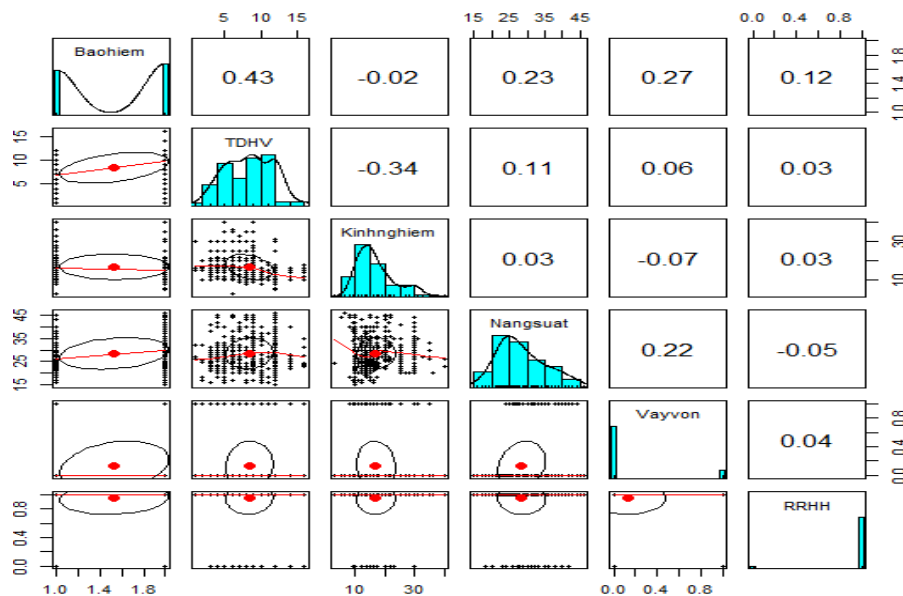 5 10 15 15 25 35 45 0.0 0.4 0.8
Baohiem 0.43 -0.02 0.23 0.27 0.12 1.0 1.4 1.8
5 10 15 TDHV -0.34 0.11 0.06 0.03
Kinhnghiem 0.03 -0.07 0.03 10 30
15 25 35 45 Nangsuat 0.22 -0.05
Vayvon 0.04 0.0 0.4 0.8
0.0 0.4 0.8 RRHH
1.0 1.4 1.8 10 30 0.0 0.4 0.8